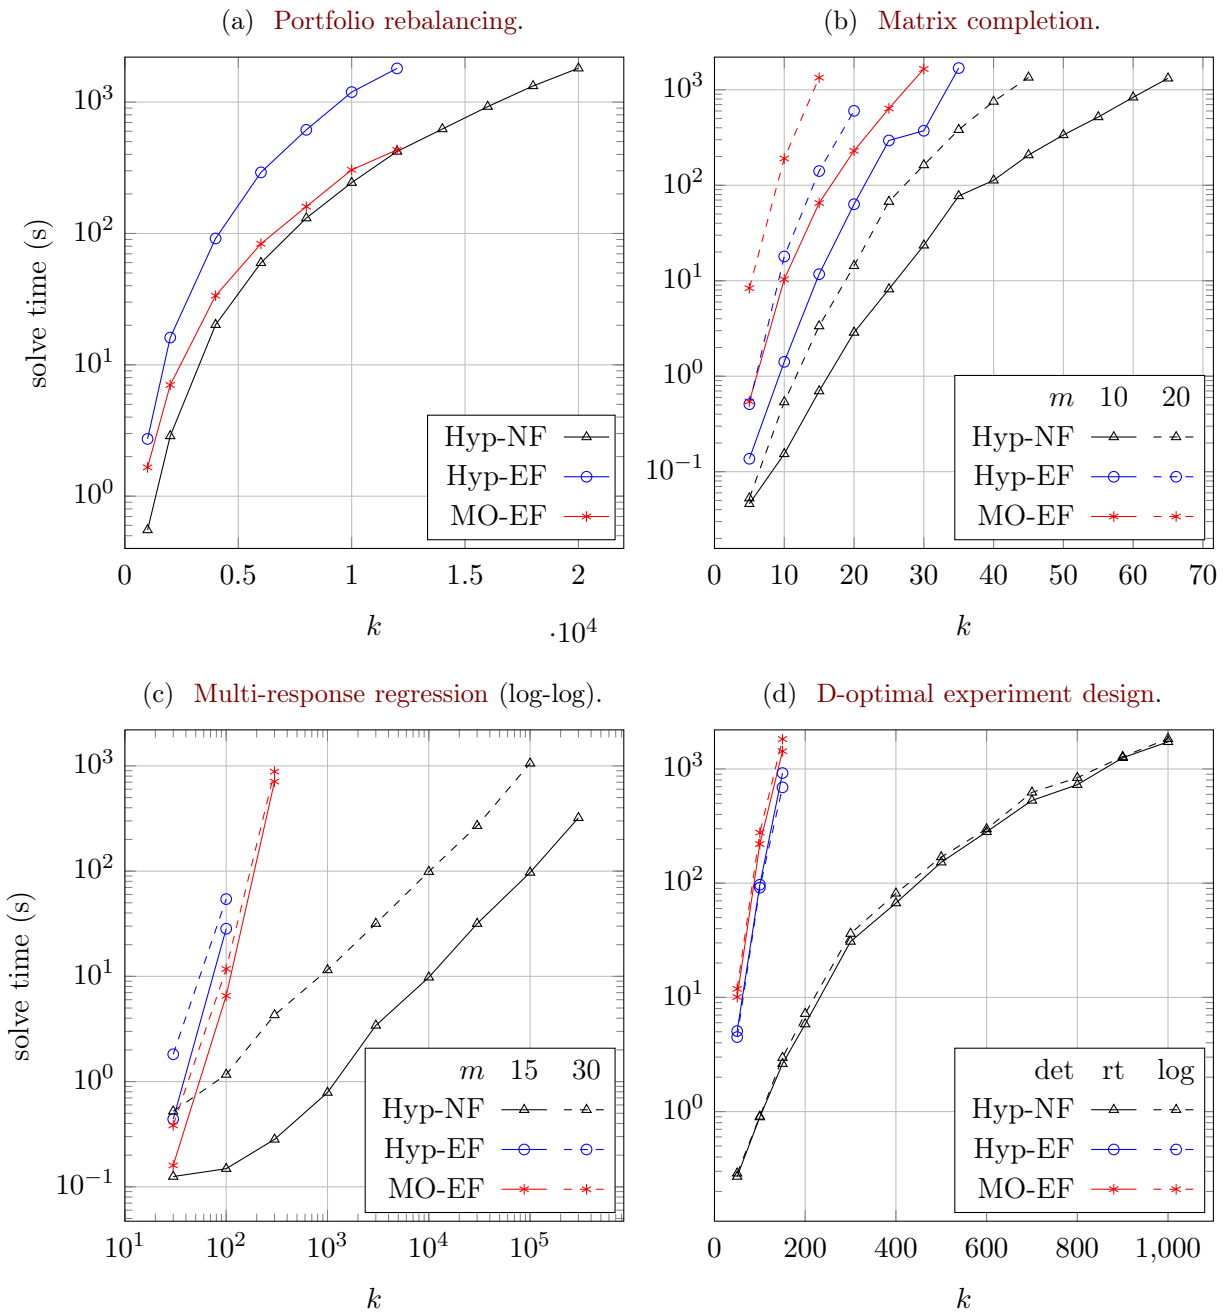 (a) Portfolio rebalancing.
solve time (s)
10^3
10^2
10^1
10^0
0 0.5 1 1.5 2
·10^4
k
Hyp-NF
Hyp-EF
MO-EF
(b) Matrix completion.
10^3
10^2
10^1
10^0
10^−1
0 10 20 30 40 50 60 70
k
m 10 20
Hyp-NF
Hyp-EF
MO-EF
(c) Multi-response regression (log-log).
solve time (s)
10^3
10^2
10^1
10^0
10^−1
10^1 10^2 10^3 10^4 10^5
k
m 15 30
Hyp-NF
Hyp-EF
MO-EF
(d) D-optimal experiment design.
10^3
10^2
10^1
10^0
0 200 400 600 800 1,000
k
det rt log
Hyp-NF
Hyp-EF
MO-EF